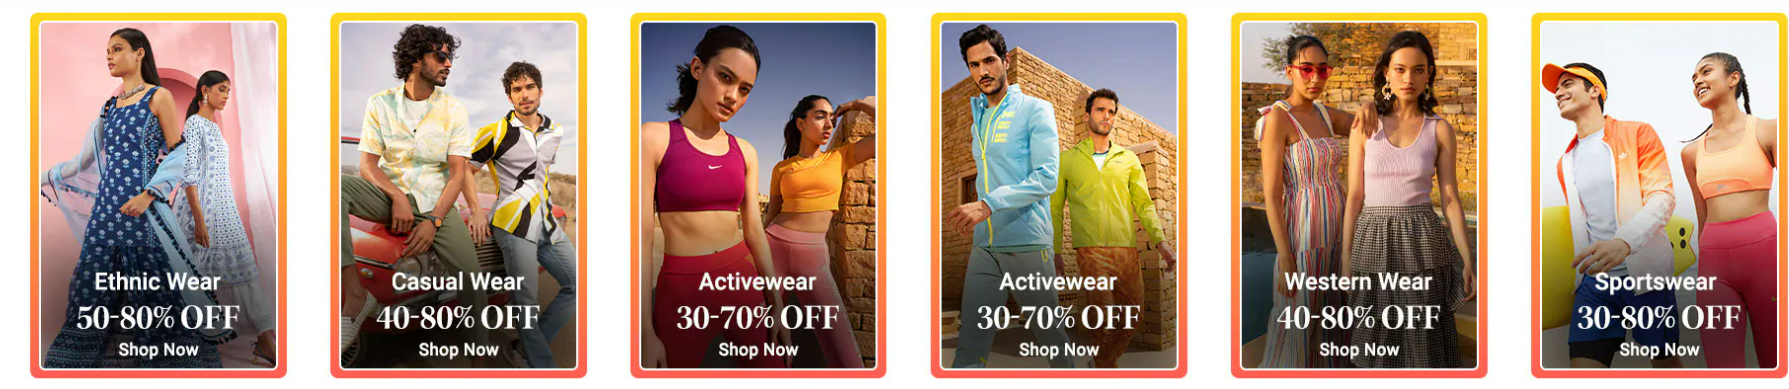 Ethnic Wear
50-80% OFF
Shop Now
Casual Wear
40-80% OFF
Shop Now
Activewear
30-70% OFF
Shop Now
Activewear
30-70% OFF
Shop Now
Western Wear
40-80% OFF
Shop Now
Sportswear
30-80% OFF
Shop Now